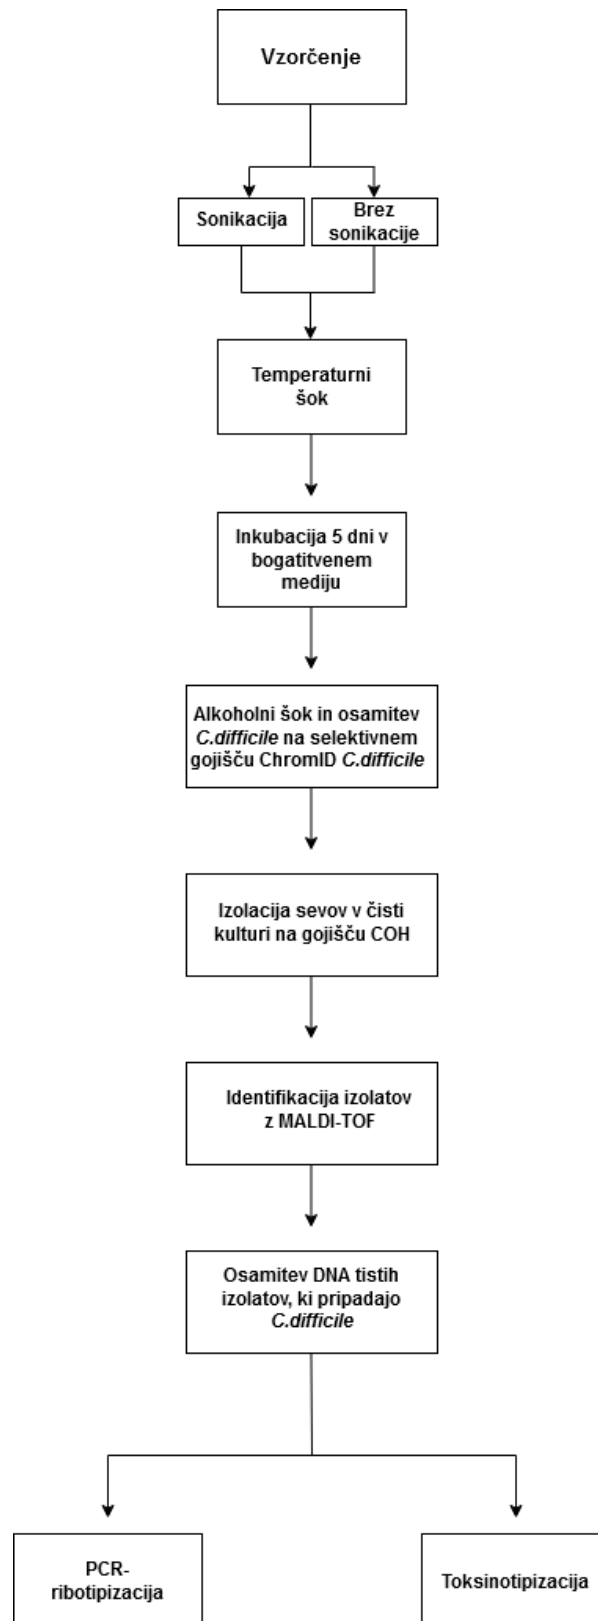 Vzorčenje
Sonikacija
Brez
sonikacije
Temperaturni
šok
Inkubacija 5 dni v
bogatitvenem
mediju
Alkoholni šok in osamitev
C.difficile na selektivnem
gojišču ChromID C.difficile
Izolacija sevov v čisti
kulturi na gojišču COH
Identifikacija izolatov
z MALDI-TOF
Osamitev DNA tistih
izolatov, ki pripadajo
C.difficile
PCR-
ribotipizacija
Toksinotipizacija